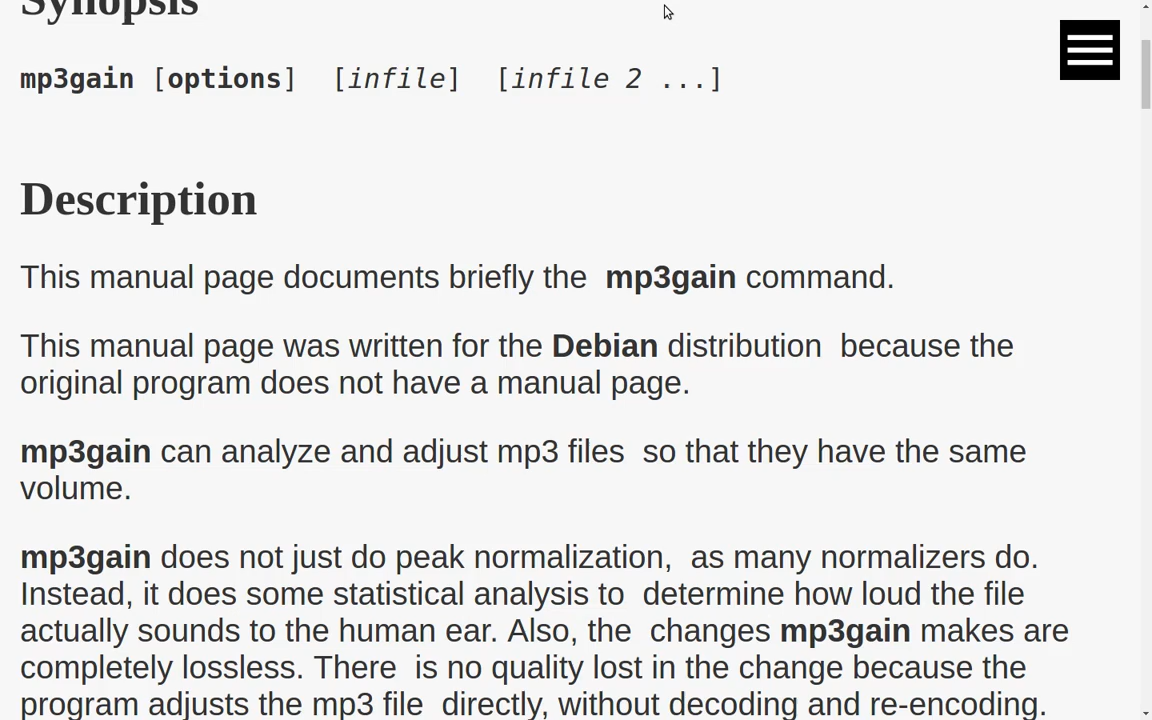 Synopsis
mp3gain [options] [infile] [infile 2 ...]
Description
This manual page documents briefly the mp3gain command.
This manual page was written for the Debian distribution because the
original program does not have a manual page.
mp3gain can analyze and adjust mp3 files so that they have the same
volume.
mp3gain does not just do peak normalization, as many normalizers do.
Instead, it does some statistical analysis to determine how loud the file
actually sounds to the human ear. Also, the changes mp3gain makes are
completely lossless. There is no quality lost in the change because the
program adjusts the mp3 file directly, without decoding and re-encoding.